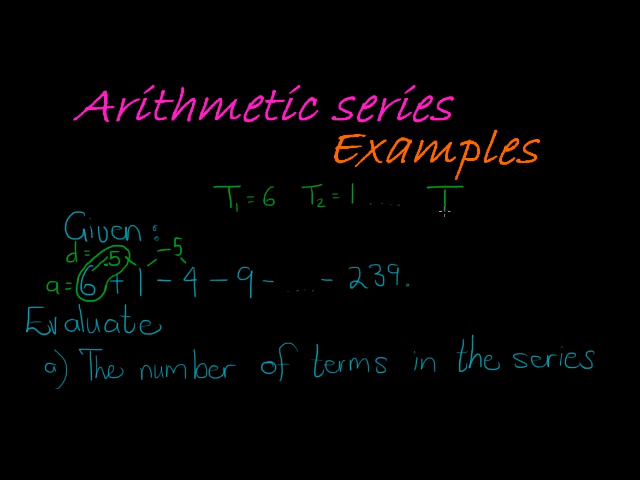 Arithmetic series
Examples
T₁ = 6 T₂ = 1 .... T
Given:
d = -5 -5
a = 6 + 1 - 4 - 9 - .... - 239.
Evaluate
a) The number of terms in the series